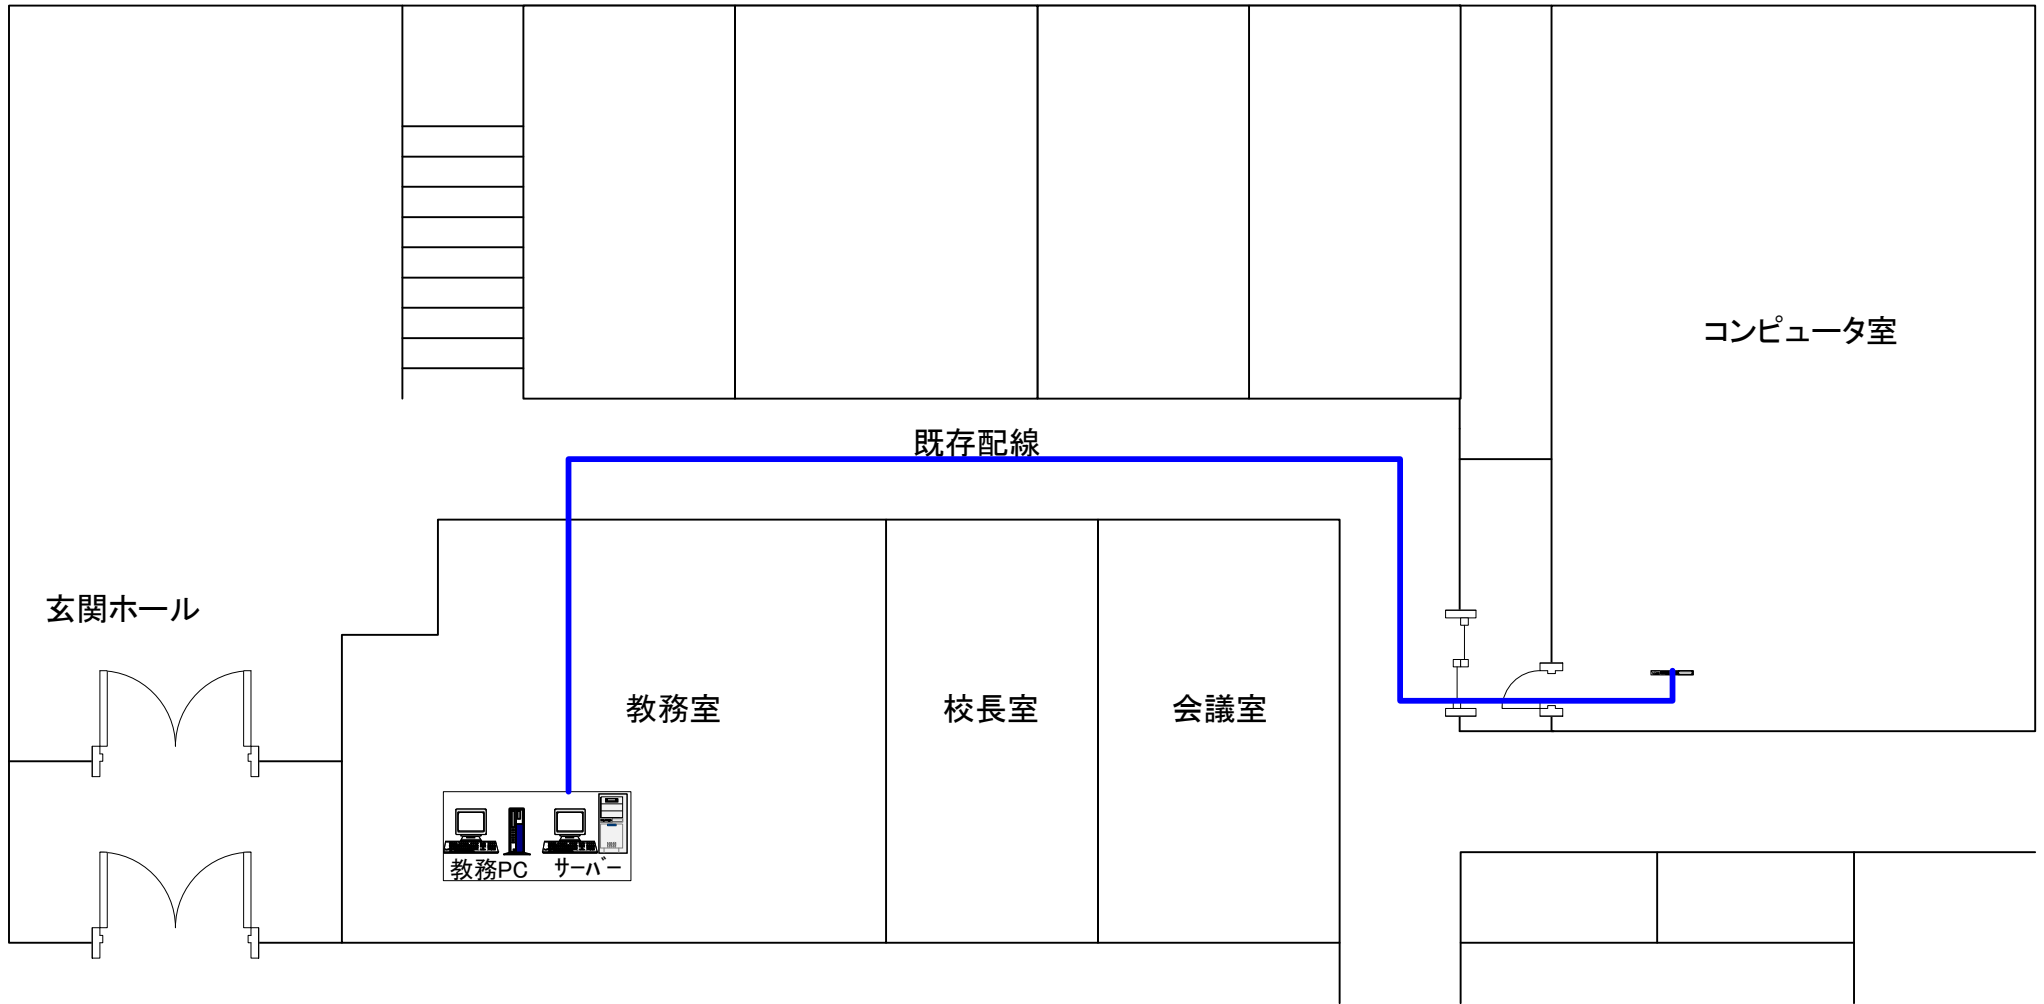 コンピュータ室
既存配線
玄関ホール
教務室
校長室
会議室
教務PC
サーバー